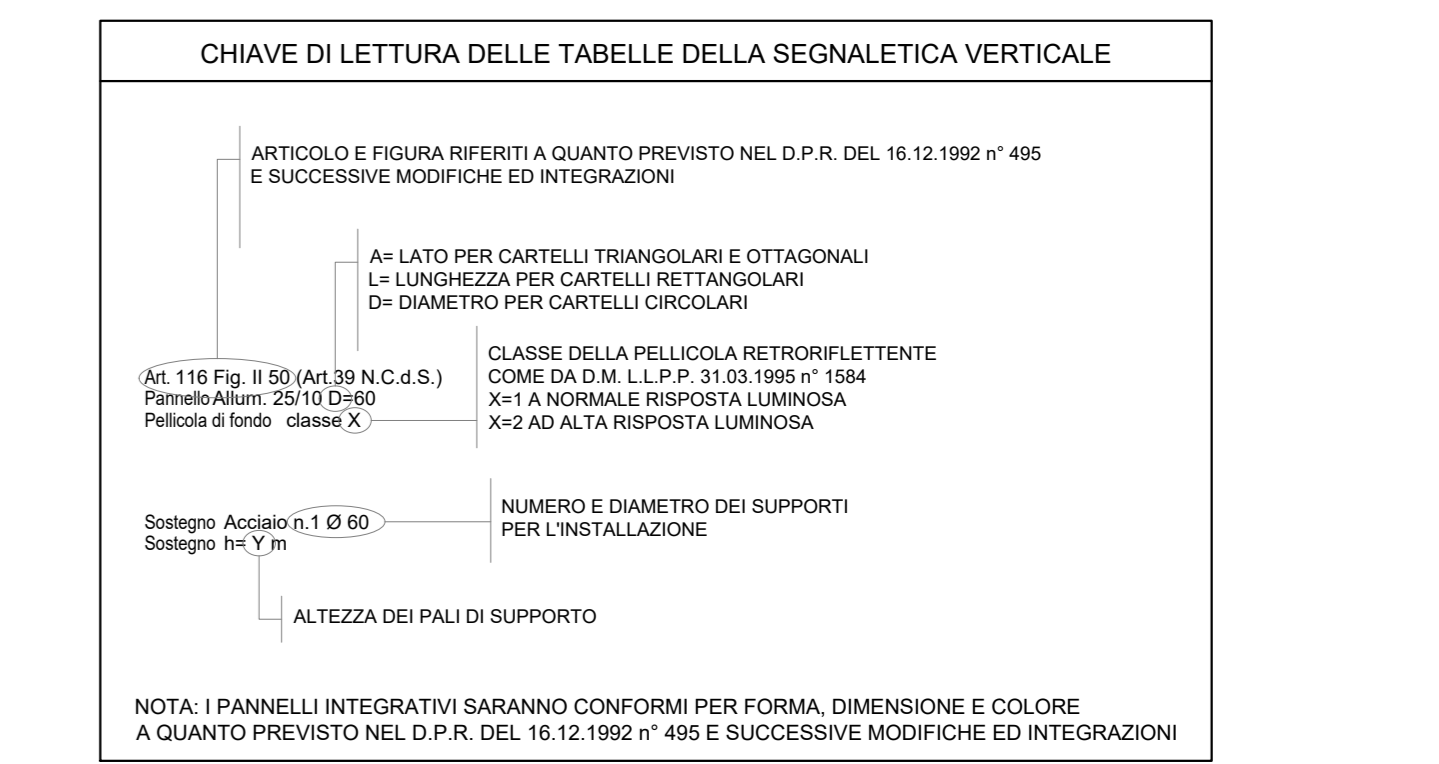 CHIAVE DI LETTURA DELLE TABELLE DELLA SEGNALETICA VERTICALE
ARTICOLO E FIGURA RIFERITI A QUANTO PREVISTO NEL D.P.R. DEL 16.12.1992 n° 495
E SUCCESSIVE MODIFICHE ED INTEGRAZIONI
A= LATO PER CARTELLI TRIANGOLARI E OTTAGONALI
L= LUNGHEZZA PER CARTELLI RETTANGOLARI
D= DIAMETRO PER CARTELLI CIRCOLARI
CLASSE DELLA PELLICOLA RETRORIFLETTENTE
COME DA D.M. L.L.P.P. 31.03.1995 n° 1584
X=1 A NORMALE RISPOSTA LUMINOSA
X=2 AD ALTA RISPOSTA LUMINOSA
Art. 116 Fig. II 50 (Art.39 N.C.d.S.)
Pannello Allum. 25/10 D=60
Pellicola di fondo classe X
NUMERO E DIAMETRO DEI SUPPORTI
PER L'INSTALLAZIONE
Sostegno Acciaio n.1 Ø 60
Sostegno h= Y m
ALTEZZA DEI PALI DI SUPPORTO
NOTA: I PANNELLI INTEGRATIVI SARANNO CONFORMI PER FORMA, DIMENSIONE E COLORE
A QUANTO PREVISTO NEL D.P.R. DEL 16.12.1992 n° 495 E SUCCESSIVE MODIFICHE ED INTEGRAZIONI